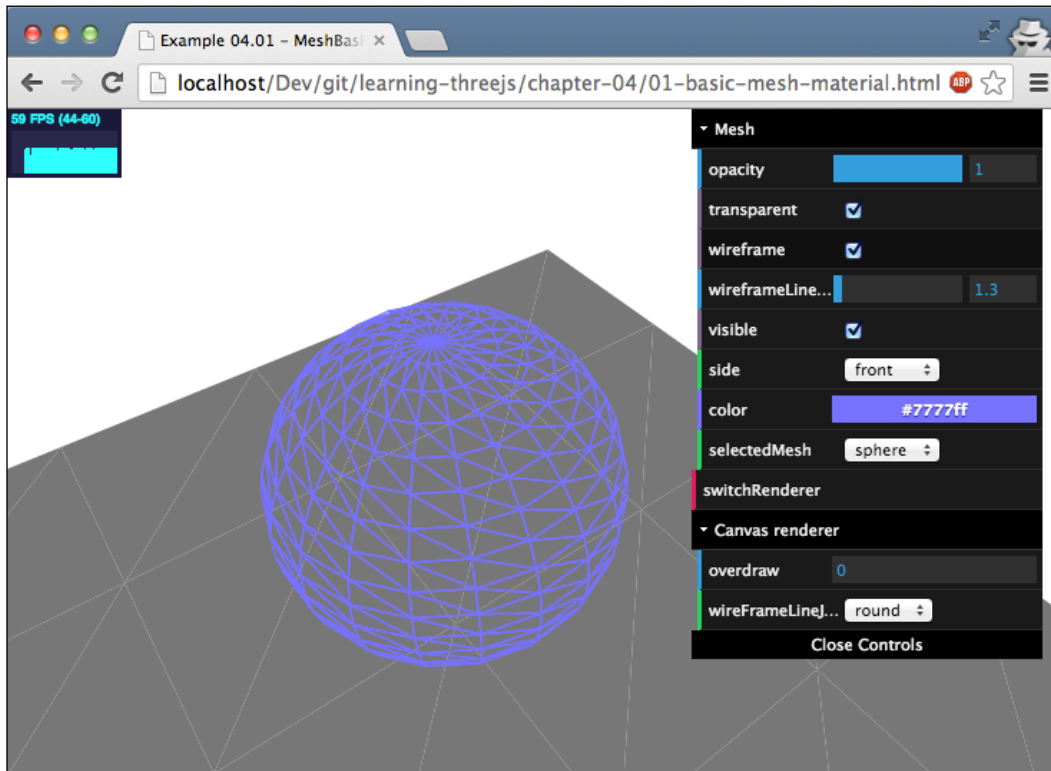 Example 04.01 - MeshBasi
localhost/Dev/git/learning-threejs/chapter-04/01-basic-mesh-material.html
ABP
59 FPS (44-60)
Mesh
opacity 1
transparent
wireframe
wireframeLine... 1.3
visible
side front
color #7777ff
selectedMesh sphere
switchRenderer
Canvas renderer
overdraw 0
wireFrameLineJ... round
Close Controls